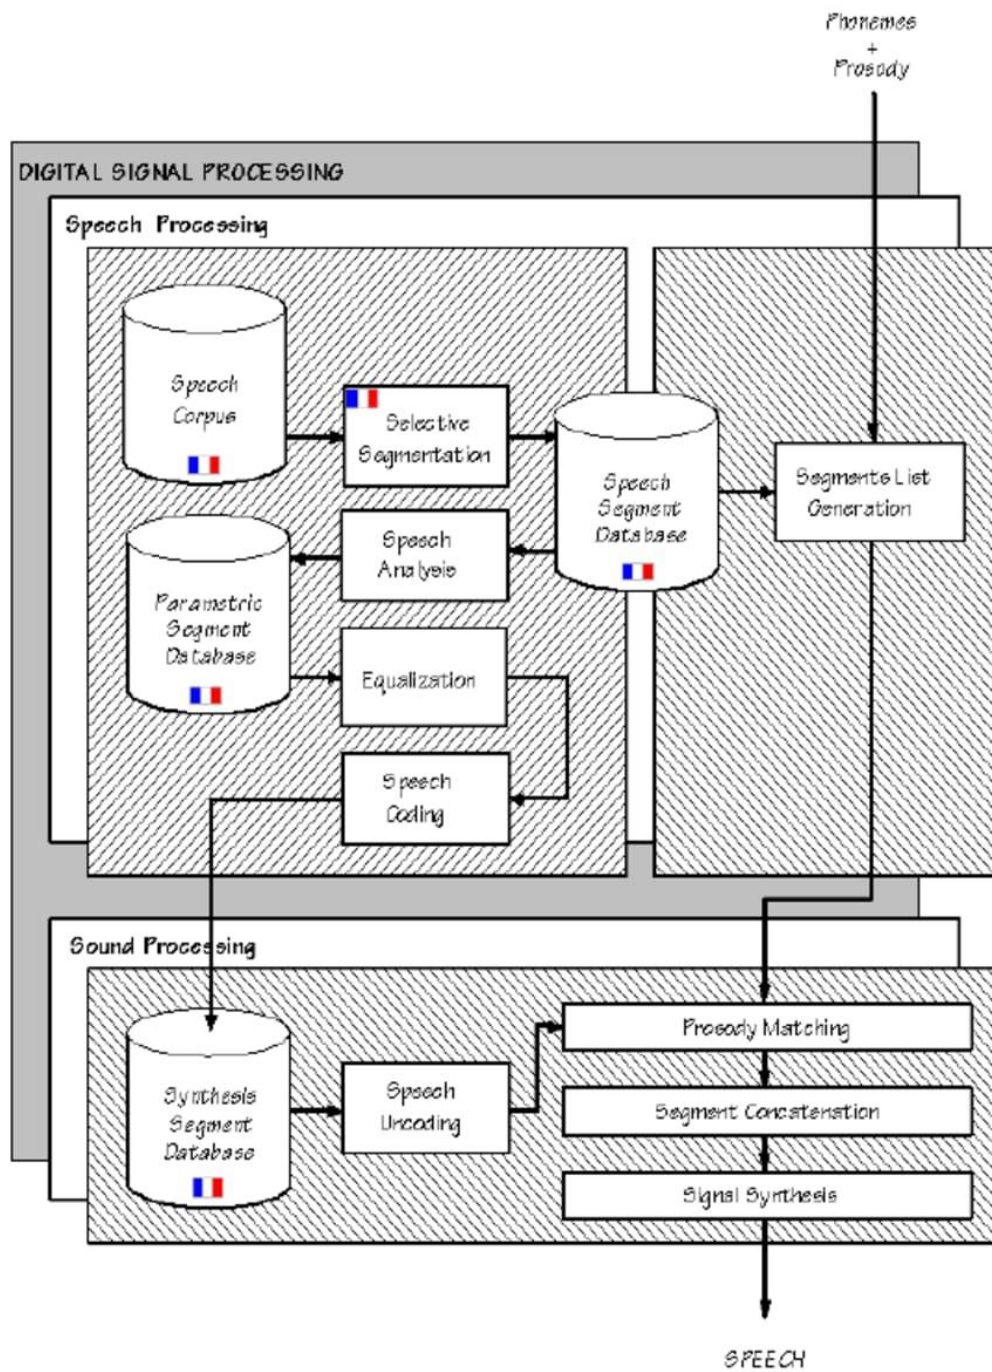 Phonemes
+
Prosody
DIGITAL SIGNAL PROCESSING
Speech Processing
Speech
Corpus
Selective
Segmentation
Speech
Segment
Database
Segments List
Generation
Speech
Analysis
Parametric
Segment
Database
Equalization
Speech
Coding
Sound Processing
Prosody Matching
Synthesis
Segment
Database
Speech
Uncoding
Segment Concatenation
Signal Synthesis
SPEECH